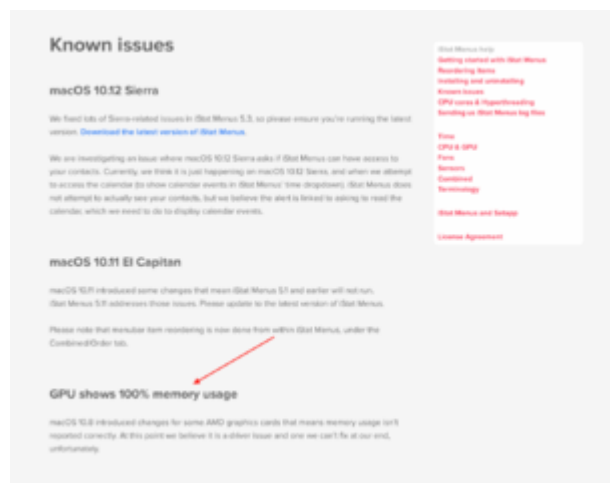 Known issues
macOS 10.12 Sierra
We fixed lots of Sierra-related issues in iStat Menus 5.3, so please ensure you're running the latest
version. Download the latest version of iStat Menus.
We are investigating an issue where macOS 10.12 Sierra asks if iStat Menus can have access to
your contacts. Currently, we think it is just happening on macOS 10.12 Sierra, and when we attempt
to access the calendar (to show calendar events in iStat Menus' time dropdown). iStat Menus does
not attempt to actually see your contacts, but we believe the alert is linked to asking to read the
calendar, which we need to do to display calendar events.
macOS 10.11 El Capitan
macOS 10.11 introduced some changes that mean iStat Menus 5.1 and earlier will not run.
iStat Menus 5.11 addresses those issues. Please update to the latest version of iStat Menus.
Please note that menubar item reordering is now done from within iStat Menus, under the
Combined/Order tab.
GPU shows 100% memory usage
macOS 10.8 introduced changes for some AMD graphics cards that means memory usage isn't
reported correctly. At this point we believe it is a driver issue and one we can't fix at our end,
unfortunately.
iStat Menus help
Getting started with iStat Menus
Reordering items
Installing and uninstalling
Known issues
CPU cores & Hyperthreading
Sending us iStat Menus log files
Time
CPU & GPU
Fans
Sensors
Combined
Terminology
iStat Menus and Setapp
License Agreement